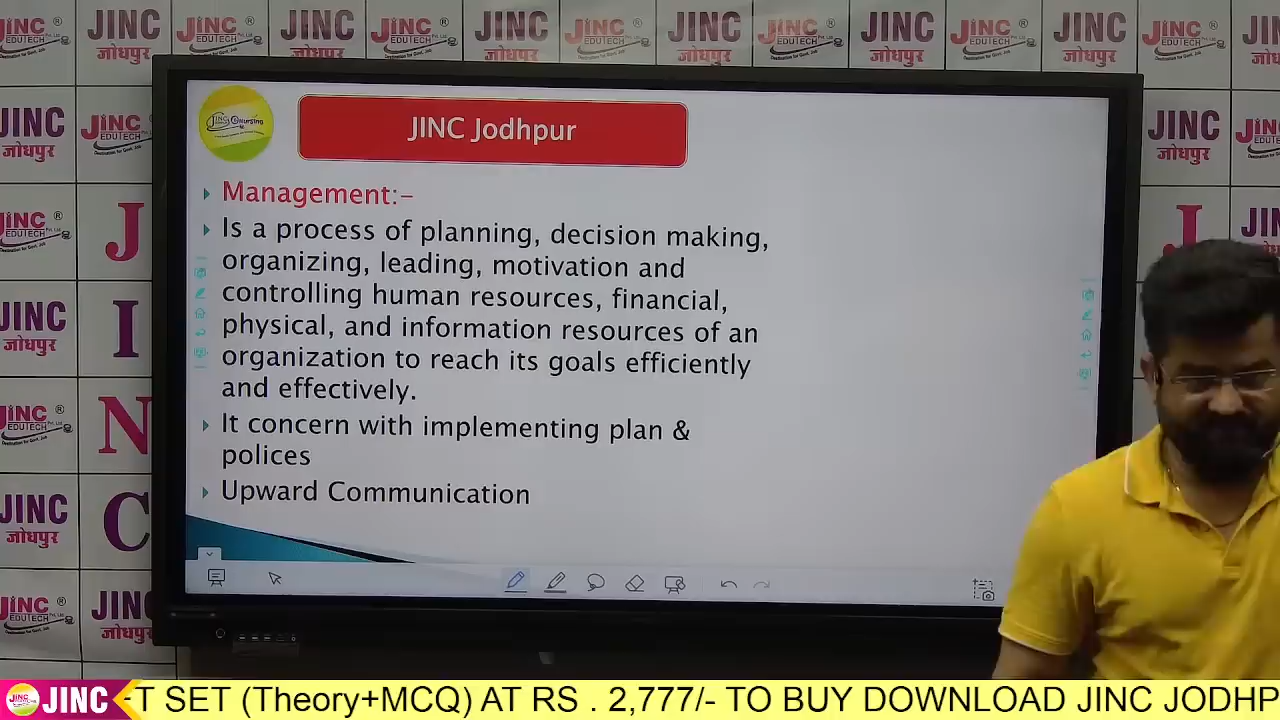 JINC
जोधपुर
JINC
EDUTECH
JINC Jodhpur
Management:-
Is a process of planning, decision making,
organizing, leading, motivation and
controlling human resources, financial,
physical, and information resources of an
organization to reach its goals efficiently
and effectively.
It concern with implementing plan &
polices
Upward Communication
J
I
N
C
J
JINC
-T SET (Theory+MCQ) AT RS . 2,777/- TO BUY DOWNLOAD JINC JODHP